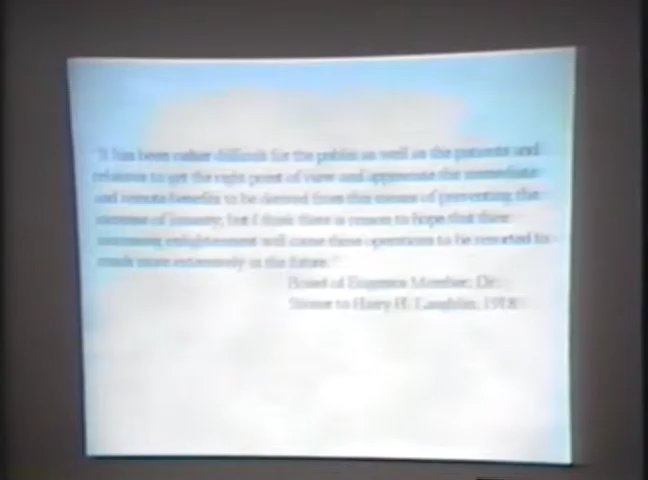 "It has been rather difficult for the public as well as the patients and
relatives to get the right point of view and appreciate the immediate
and remote benefits to be derived from this means of preventing the
increase of insanity, but I think there is reason to hope that their
enlightenment will cause these operations to be resorted to
much more extensively in the future."
Board of Eugenics Member, Dr.
to Harry H. Laughlin, 1918